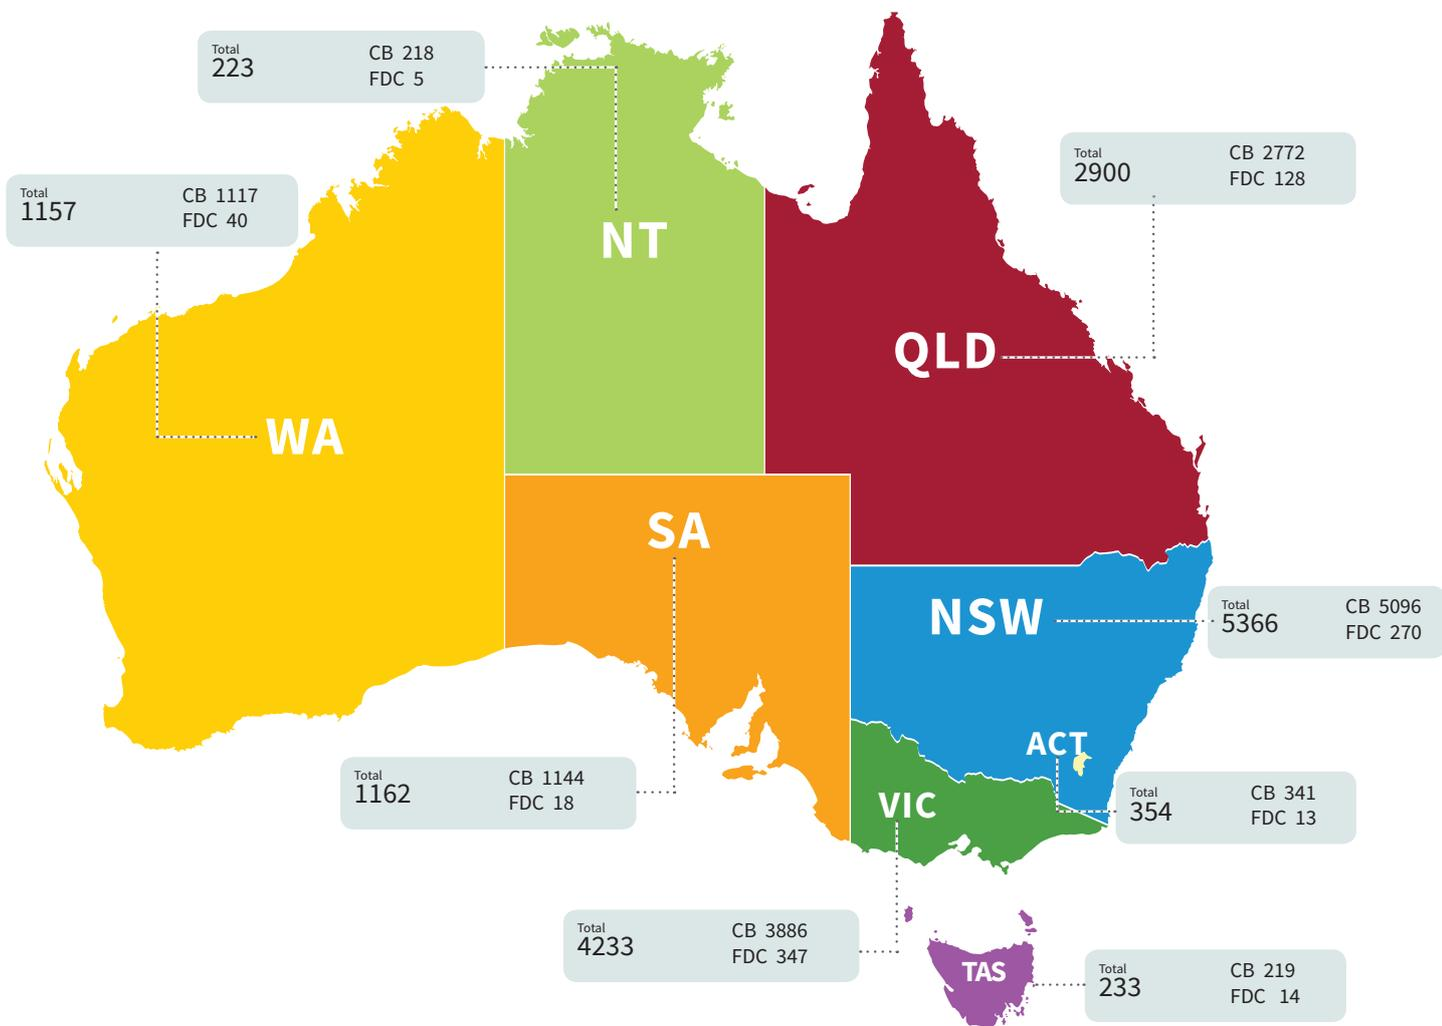 Total
223
CB 218
FDC 5
Total
2900
CB 2772
FDC 128
Total
1157
CB 1117
FDC 40
NT
QLD
WA
SA
NSW
Total
5366
CB 5096
FDC 270
ACT
Total
1162
CB 1144
FDC 18
VIC
Total
354
CB 341
FDC 13
Total
4233
CB 3886
FDC 347
TAS
Total
233
CB 219
FDC 14